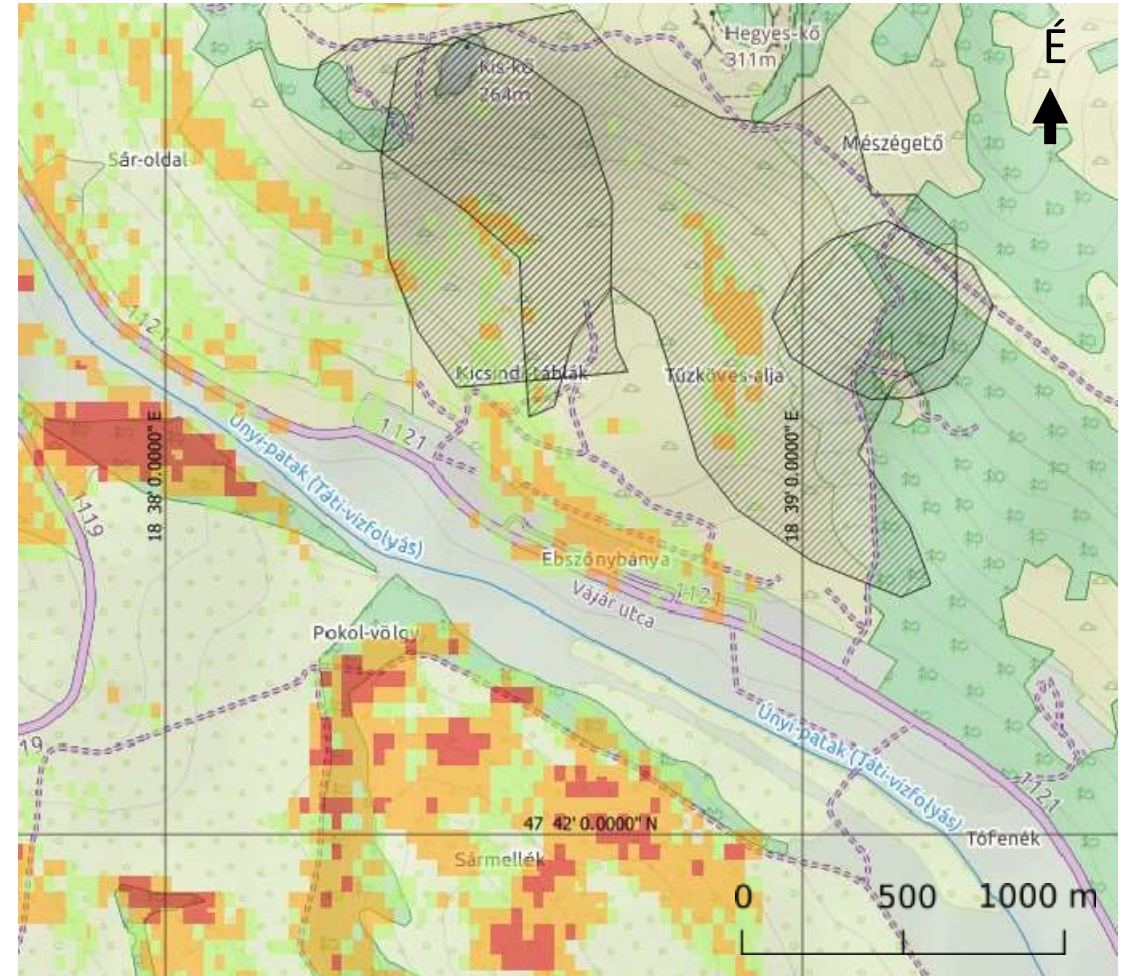 Hegyes-kő
311m
É
Kis-kő
264m
Mészégető
Sár-oldal
1121
Kicsindi-táblák
Tűzköves-alja
18 38' 0.0000" E
Únyi-patak (Táti-vízfolyás)
1121
18 39' 0.0000" E
1119
Ebszőnybánya
1121
Vájár utca
Pokol-völgy
Únyi-patak (Táti-vízfolyás)
19
1121
47 42' 0.0000" N
Tófenék
Sármellék
0 500 1000 m